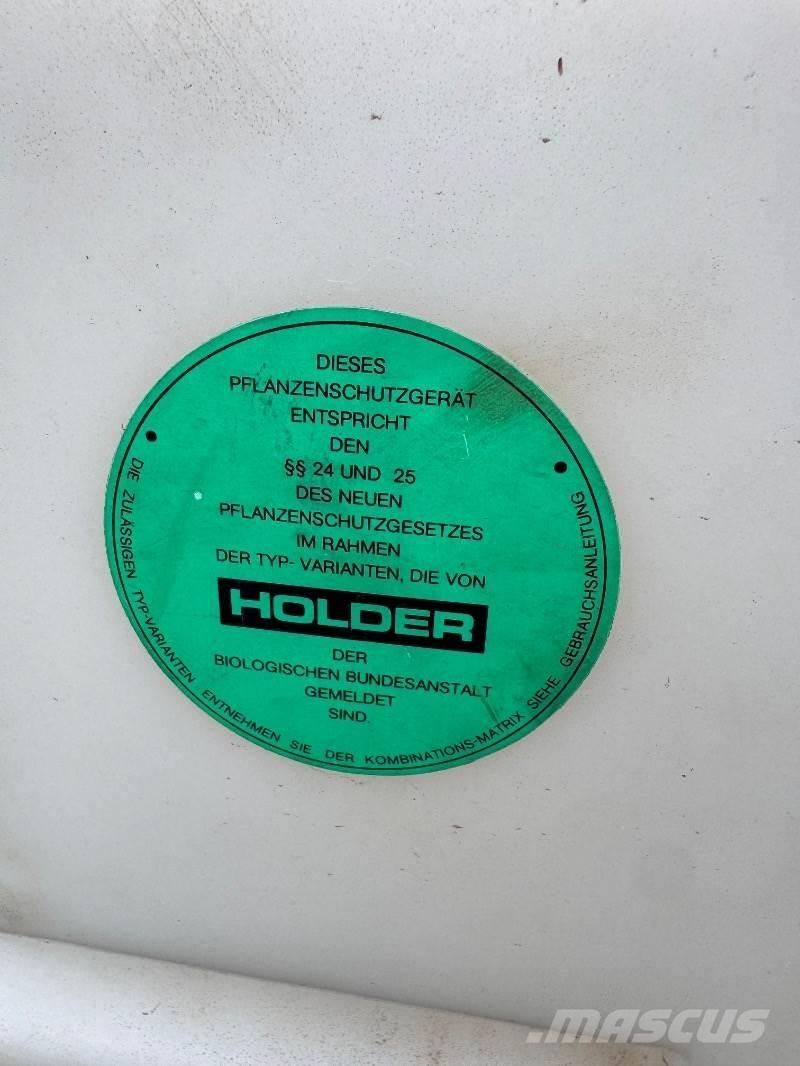 DIESES
PFLANZENSCHUTZGERÄT
ENTSPRICHT
DEN
§§ 24 UND 25
DES NEUEN
PFLANZENSCHUTZGESETZES
IM RAHMEN
DER TYP- VARIANTEN, DIE VON
HOLDER
DER
BIOLOGISCHEN BUNDESANSTALT
GEMELDET
SIND.
DIE ZULÄSSIGEN TYP-VARIANTEN ENTNEHMEN SIE DER KOMBINATIONS-MATRIX SIEHE GEBRAUCHSANLEITUNG
MASCUS